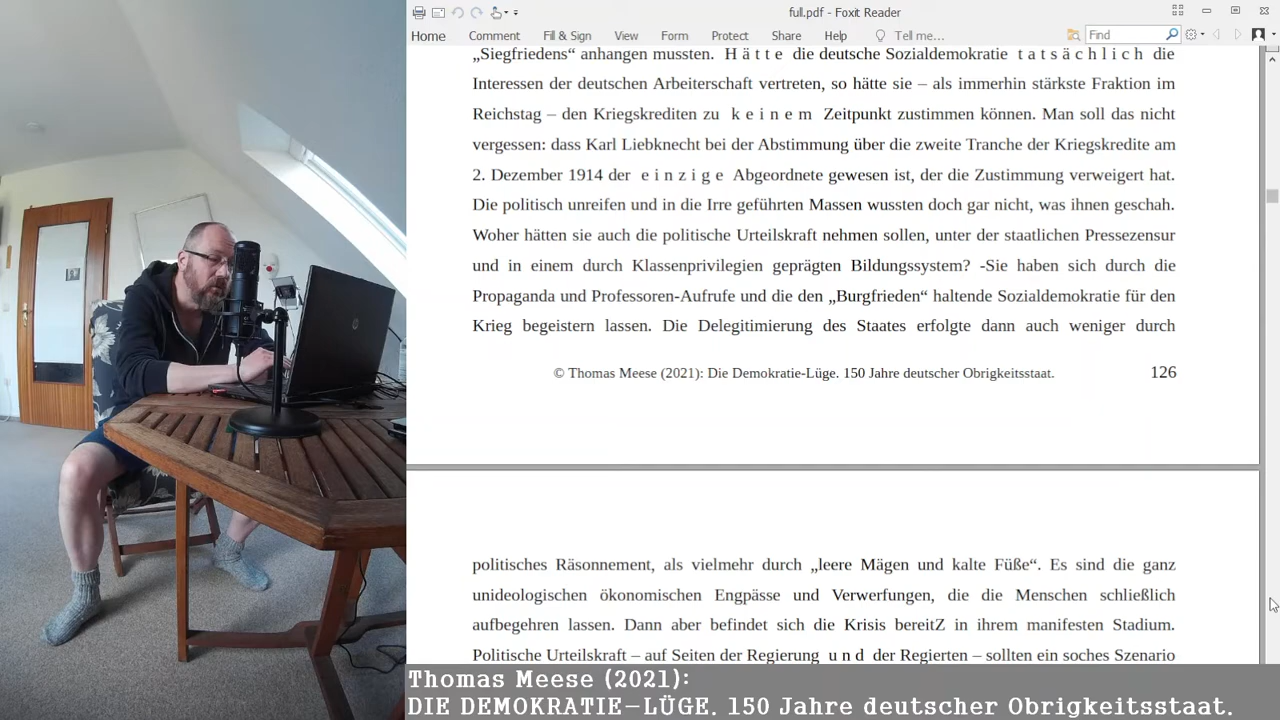 full.pdf - Foxit Reader
Home Comment Fill & Sign View Form Protect Share Help Tell me… Find
„Siegfriedens“ anhangen mussten. H ä t t e die deutsche Sozialdemokratie t a t s ä c h l i c h die
Interessen der deutschen Arbeiterschaft vertreten, so hätte sie – als immerhin stärkste Fraktion im
Reichstag – den Kriegskrediten zu k e i n e m Zeitpunkt zustimmen können. Man soll das nicht
vergessen: dass Karl Liebknecht bei der Abstimmung über die zweite Tranche der Kriegskredite am
2. Dezember 1914 der e i n z i g e Abgeordnete gewesen ist, der die Zustimmung verweigert hat.
Die politisch unreifen und in die Irre geführten Massen wussten doch gar nicht, was ihnen geschah.
Woher hätten sie auch die politische Urteilskraft nehmen sollen, unter der staatlichen Pressezensur
und in einem durch Klassenprivilegien geprägten Bildungssystem? -Sie haben sich durch die
Propaganda und Professoren-Aufrufe und die den „Burgfrieden“ haltende Sozialdemokratie für den
Krieg begeistern lassen. Die Delegitimierung des Staates erfolgte dann auch weniger durch
© Thomas Meese (2021): Die Demokratie-Lüge. 150 Jahre deutscher Obrigkeitsstaat. 126
politisches Räsonnement, als vielmehr durch „leere Mägen und kalte Füße“. Es sind die ganz
unideologischen ökonomischen Engpässe und Verwerfungen, die die Menschen schließlich
aufbegehren lassen. Dann aber befindet sich die Krisis bereitZ in ihrem manifesten Stadium.
Politische Urteilskraft – auf Seiten der Regierung u n d der Regierten – sollten ein soches Szenario
Thomas Meese (2021):
DIE DEMOKRATIE-LÜGE. 150 Jahre deutscher Obrigkeitsstaat.